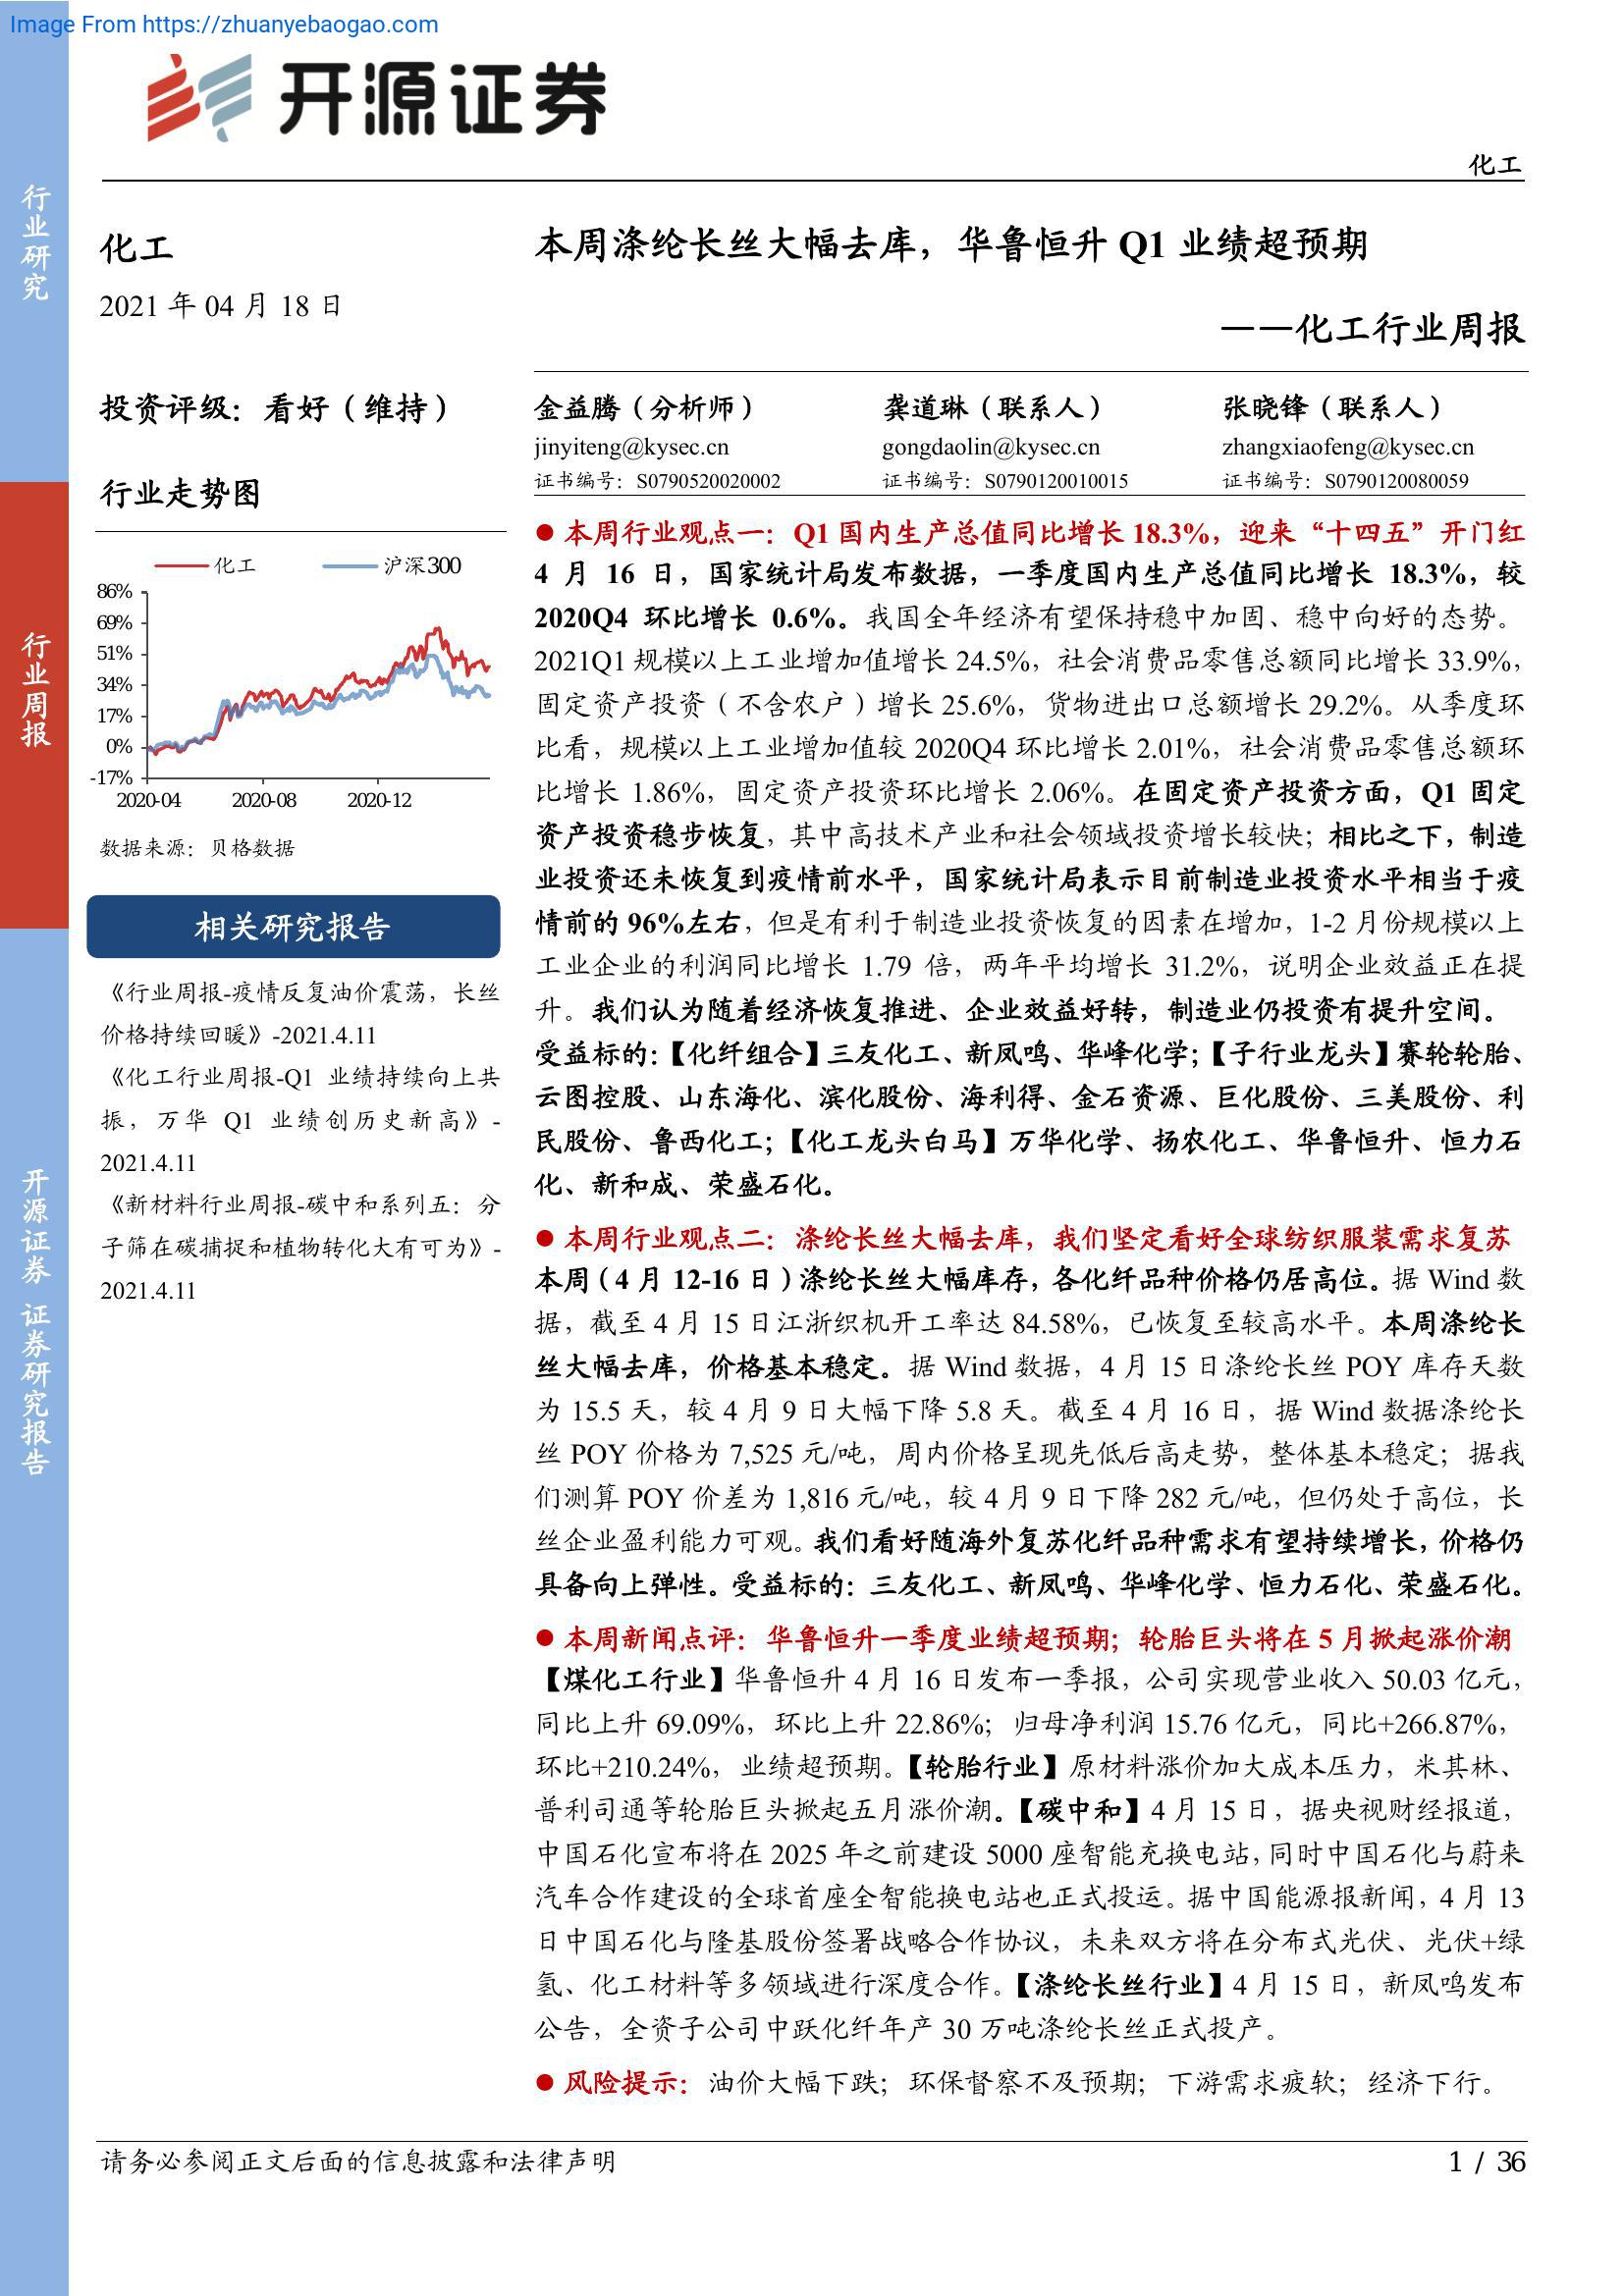 Image From https://zhuanyebaogao.com
开源证券
化工
行业研究
行业周报
开源证券 证券研究报告
化工
2021 年 04 月 18 日
投资评级：看好（维持）
行业走势图
化工 沪深300
86%
69%
51%
34%
17%
0%
-17%
2020-04 2020-08 2020-12
数据来源：贝格数据
相关研究报告
《行业周报-疫情反复油价震荡，长丝
价格持续回暖》-2021.4.11
《化工行业周报-Q1 业绩持续向上共
振，万华 Q1 业绩创历史新高》-
2021.4.11
《新材料行业周报-碳中和系列五：分
子筛在碳捕捉和植物转化大有可为》-
2021.4.11
本周涤纶长丝大幅去库，华鲁恒升 Q1 业绩超预期
——化工行业周报
金益腾（分析师） 龚道琳（联系人） 张晓锋（联系人）
jinyiteng@kysec.cn gongdaolin@kysec.cn zhangxiaofeng@kysec.cn
证书编号：S0790520020002 证书编号：S0790120010015 证书编号：S0790120080059
● 本周行业观点一：Q1 国内生产总值同比增长 18.3%，迎来“十四五”开门红
4 月 16 日，国家统计局发布数据，一季度国内生产总值同比增长 18.3%，较
2020Q4 环比增长 0.6%。我国全年经济有望保持稳中加固、稳中向好的态势。
2021Q1 规模以上工业增加值增长 24.5%，社会消费品零售总额同比增长 33.9%，
固定资产投资（不含农户）增长 25.6%，货物进出口总额增长 29.2%。从季度环
比看，规模以上工业增加值较 2020Q4 环比增长 2.01%，社会消费品零售总额环
比增长 1.86%，固定资产投资环比增长 2.06%。在固定资产投资方面，Q1 固定
资产投资稳步恢复，其中高技术产业和社会领域投资增长较快；相比之下，制造
业投资还未恢复到疫情前水平，国家统计局表示目前制造业投资水平相当于疫
情前的 96%左右，但是有利于制造业投资恢复的因素在增加，1-2 月份规模以上
工业企业的利润同比增长 1.79 倍，两年平均增长 31.2%，说明企业效益正在提
升。我们认为随着经济恢复推进、企业效益好转，制造业仍投资有提升空间。
受益标的：【化纤组合】三友化工、新凤鸣、华峰化学；【子行业龙头】赛轮轮胎、
云图控股、山东海化、滨化股份、海利得、金石资源、巨化股份、三美股份、利
民股份、鲁西化工；【化工龙头白马】万华化学、扬农化工、华鲁恒升、恒力石
化、新和成、荣盛石化。
● 本周行业观点二：涤纶长丝大幅去库，我们坚定看好全球纺织服装需求复苏
本周（4 月 12-16 日）涤纶长丝大幅库存，各化纤品种价格仍居高位。据 Wind 数
据，截至 4 月 15 日江浙织机开工率达 84.58%，已恢复至较高水平。本周涤纶长
丝大幅去库，价格基本稳定。据 Wind 数据，4 月 15 日涤纶长丝 POY 库存天数
为 15.5 天，较 4 月 9 日大幅下降 5.8 天。截至 4 月 16 日，据 Wind 数据涤纶长
丝 POY 价格为 7,525 元/吨，周内价格呈现先低后高走势，整体基本稳定；据我
们测算 POY 价差为 1,816 元/吨，较 4 月 9 日下降 282 元/吨，但仍处于高位，长
丝企业盈利能力可观。我们看好随海外复苏化纤品种需求有望持续增长，价格仍
具备向上弹性。受益标的：三友化工、新凤鸣、华峰化学、恒力石化、荣盛石化。
● 本周新闻点评：华鲁恒升一季度业绩超预期；轮胎巨头将在 5 月掀起涨价潮
【煤化工行业】华鲁恒升 4 月 16 日发布一季报，公司实现营业收入 50.03 亿元，
同比上升 69.09%，环比上升 22.86%；归母净利润 15.76 亿元，同比+266.87%，
环比+210.24%，业绩超预期。【轮胎行业】原材料涨价加大成本压力，米其林、
普利司通等轮胎巨头掀起五月涨价潮。【碳中和】4 月 15 日，据央视财经报道，
中国石化宣布将在 2025 年之前建设 5000 座智能充换电站，同时中国石化与蔚来
汽车合作建设的全球首座全智能换电站也正式投运。据中国能源报新闻，4 月 13
日中国石化与隆基股份签署战略合作协议，未来双方将在分布式光伏、光伏+绿
氢、化工材料等多领域进行深度合作。【涤纶长丝行业】4 月 15 日，新凤鸣发布
公告，全资子公司中跃化纤年产 30 万吨涤纶长丝正式投产。
● 风险提示：油价大幅下跌；环保督察不及预期；下游需求疲软；经济下行。
请务必参阅正文后面的信息披露和法律声明 1 / 36